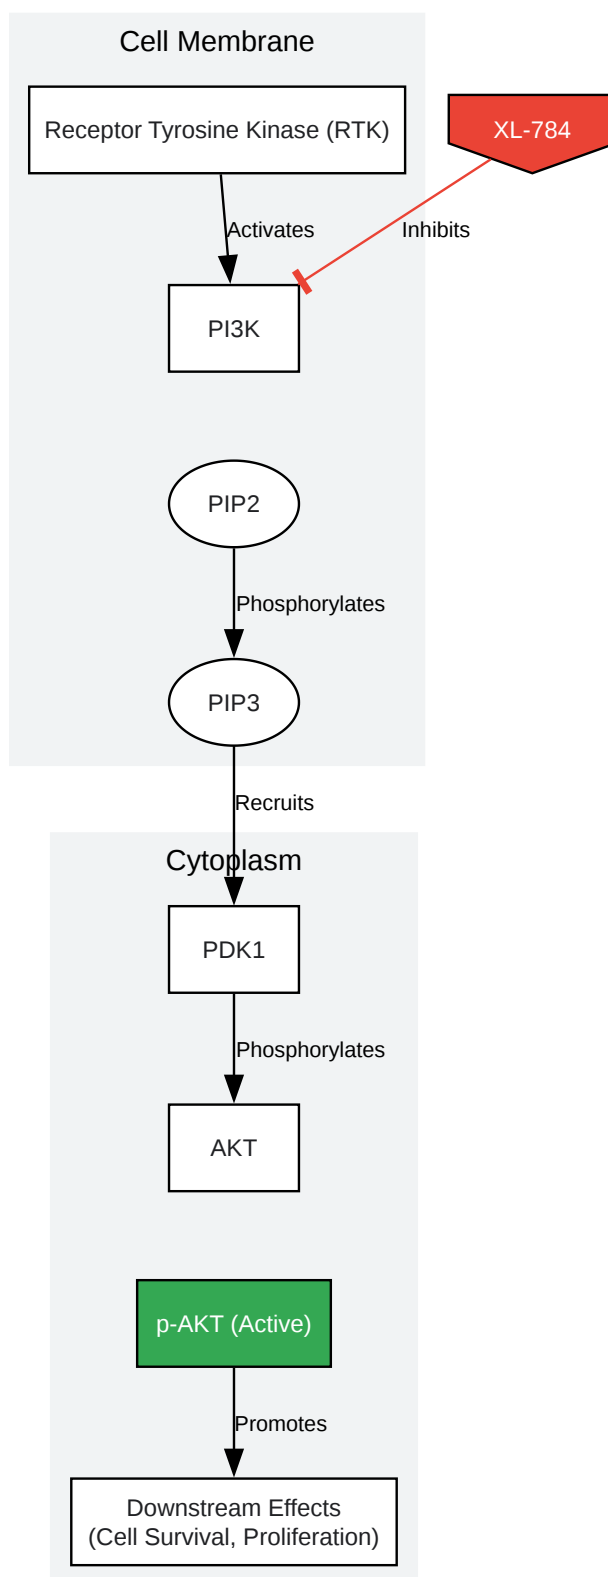 Cell Membrane
Receptor Tyrosine Kinase (RTK)
XL-784
Activates
Inhibits
PI3K
PIP2
Phosphorylates
PIP3
Recruits
Cytoplasm
PDK1
Phosphorylates
AKT
p-AKT (Active)
Promotes
Downstream Effects
(Cell Survival, Proliferation)